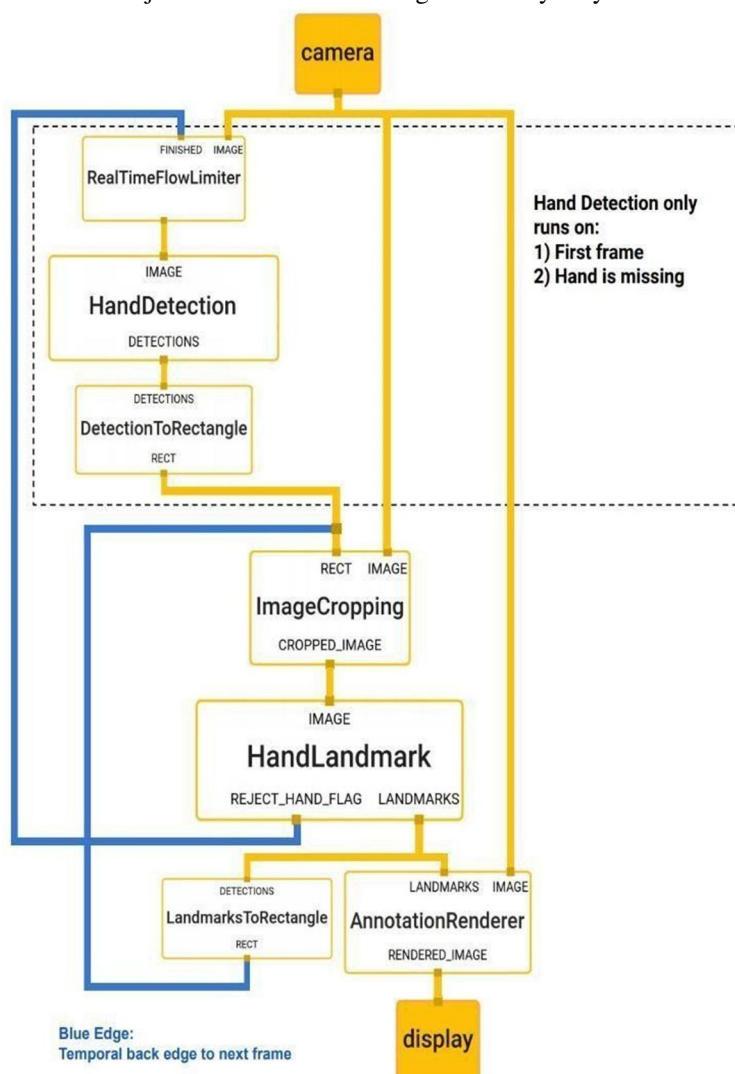 camera
FINISHED IMAGE
RealTimeFlowLimiter
Hand Detection only
runs on:
1) First frame
2) Hand is missing
IMAGE
HandDetection
DETECTIONS
DETECTIONS
DetectionToRectangle
RECT
RECT IMAGE
ImageCropping
CROPPED_IMAGE
IMAGE
HandLandmark
REJECT_HAND_FLAG LANDMARKS
DETECTIONS
LandmarksToRectangle
RECT
LANDMARKS IMAGE
AnnotationRenderer
RENDERED_IMAGE
Blue Edge:
Temporal back edge to next frame
display